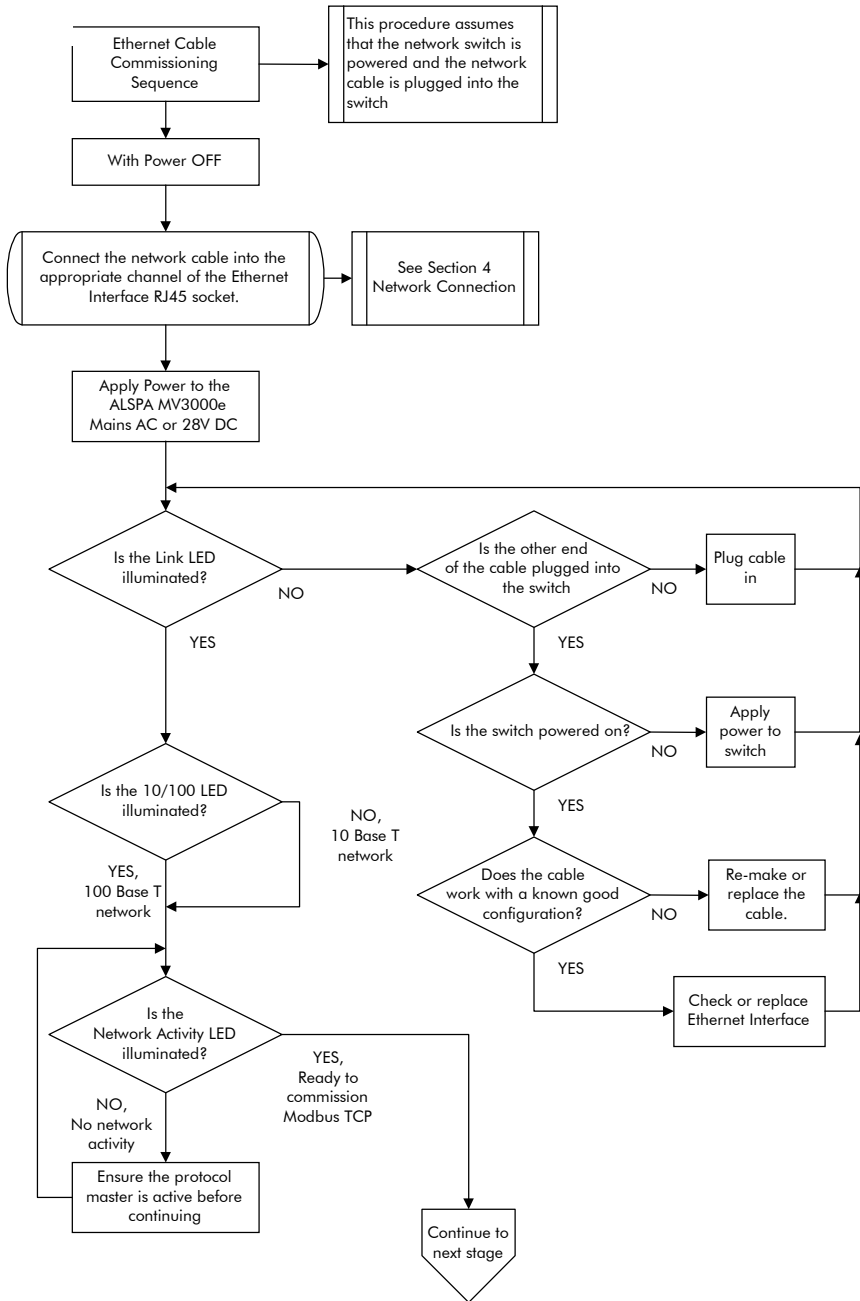 Ethernet Cable
Commissioning
Sequence
This procedure assumes
that the network switch is
powered and the network
cable is plugged into the
switch
With Power OFF
Connect the network cable into the
appropriate channel of the Ethernet
Interface RJ45 socket.
See Section 4
Network Connection
Apply Power to the
ALSPA MV3000e
Mains AC or 28V DC
Is the Link LED
illuminated?
NO
YES
Is the other end
of the cable plugged into
the switch
NO
YES
Plug cable
in
Is the switch powered on?
NO
YES
Apply
power to
switch
Is the 10/100 LED
illuminated?
NO,
10 Base T
network
YES,
100 Base T
network
Does the cable
work with a known good
configuration?
NO
YES
Re-make or
replace the
cable.
Check or replace
Ethernet Interface
Is the
Network Activity LED
illuminated?
YES,
Ready to
commission
Modbus TCP
NO,
No network
activity
Ensure the protocol
master is active before
continuing
Continue to
next stage